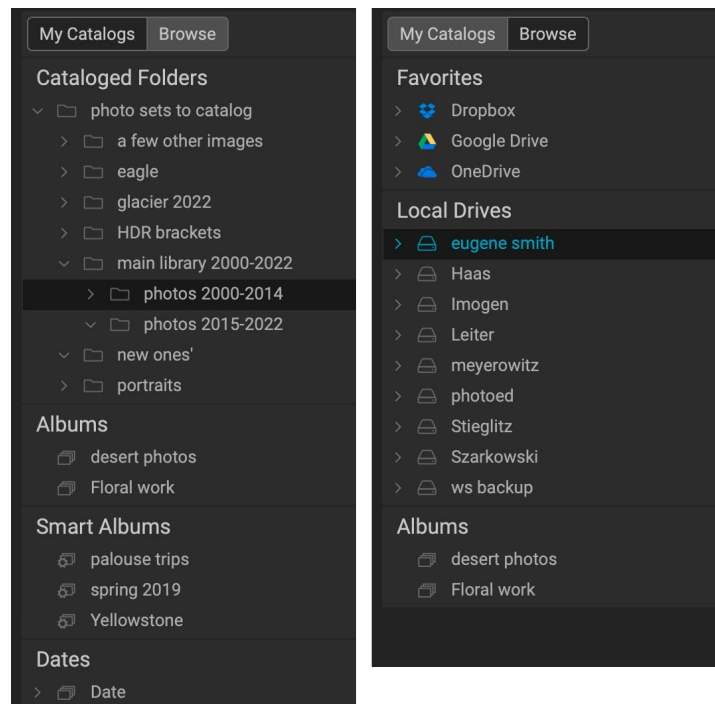 My Catalogs Browse
Cataloged Folders
photo sets to catalog
a few other images
eagle
glacier 2022
HDR brackets
main library 2000-2022
photos 2000-2014
photos 2015-2022
new ones'
portraits
Albums
desert photos
Floral work
Smart Albums
palouse trips
spring 2019
Yellowstone
Dates
Date
My Catalogs Browse
Favorites
Dropbox
Google Drive
OneDrive
Local Drives
eugene smith
Haas
Imogen
Leiter
meyerowitz
photoed
Stieglitz
Szarkowski
ws backup
Albums
desert photos
Floral work